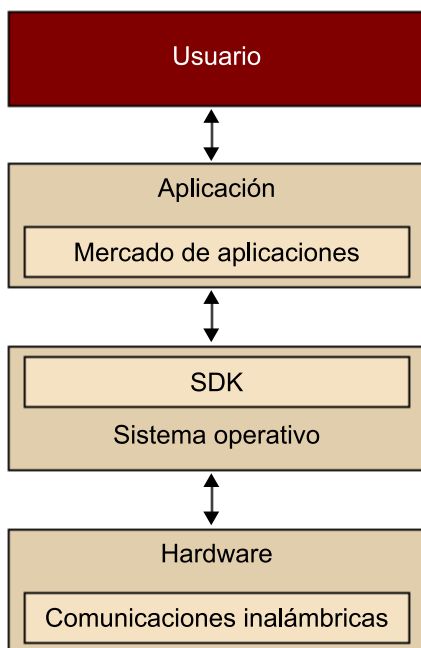 Usuario
Aplicación
Mercado de aplicaciones
SDK
Sistema operativo
Hardware
Comunicaciones inalámbricas